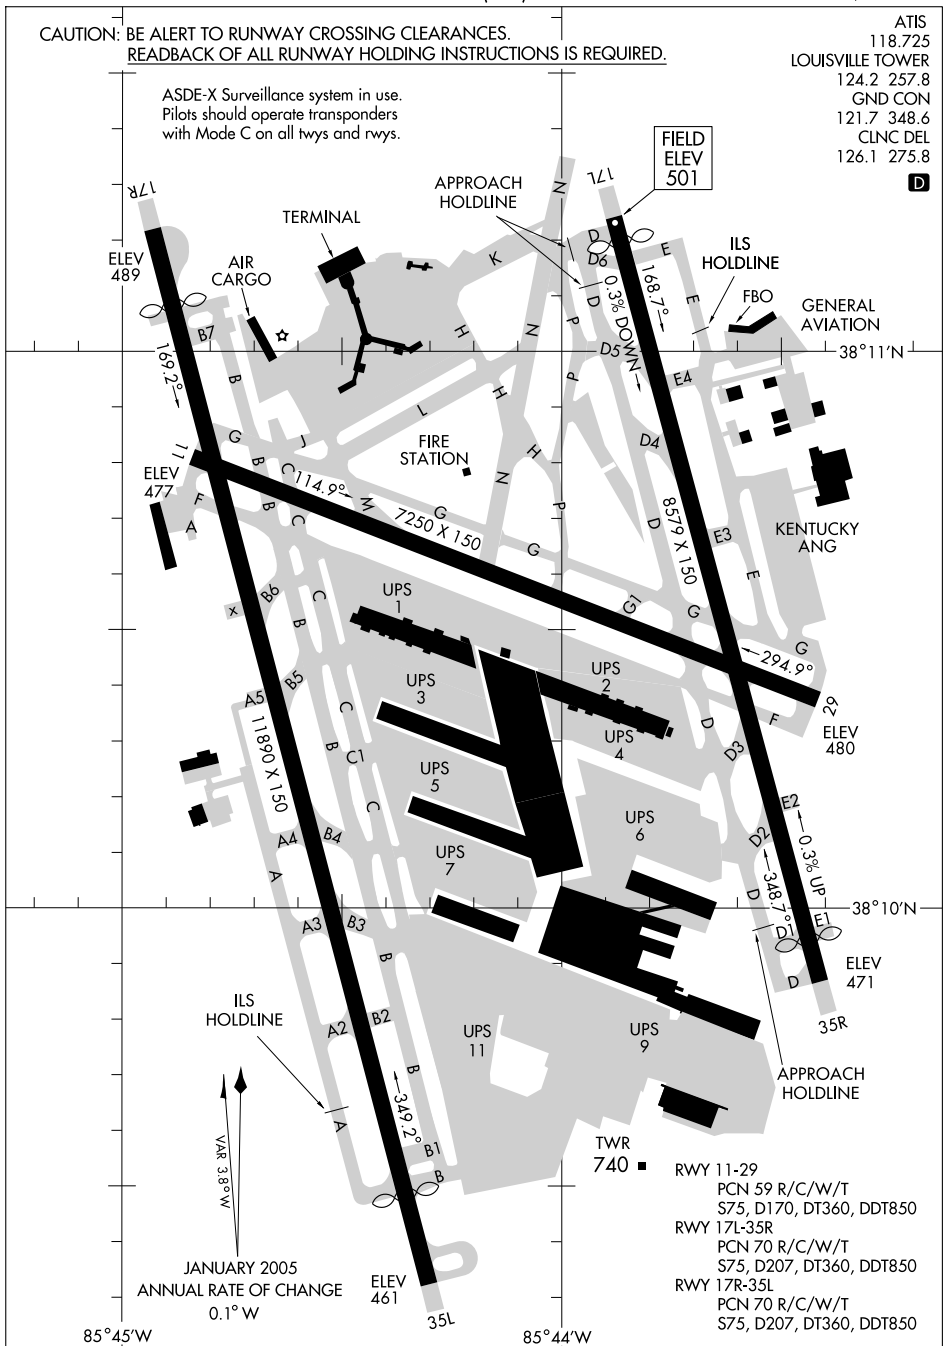 CAUTION: BE ALERT TO RUNWAY CROSSING CLEARANCES.
READBACK OF ALL RUNWAY HOLDING INSTRUCTIONS IS REQUIRED.
ATIS
118.725
LOUISVILLE TOWER
124.2 257.8
GND CON
121.7 348.6
CLNC DEL
126.1 275.8
D
ASDE-X Surveillance system in use.
Pilots should operate transponders
with Mode C on all twys and rwys.
FIELD
ELEV
501
APPROACH
HOLDLINE
17R
17L
N
TERMINAL
ELEV
489
AIR
CARGO
K
D
E
D6
ILS
HOLDLINE
FBO
GENERAL
AVIATION
168.7°
0.3% DOWN
D
E
P
N
H
B7
38°11'N
169.2°
B
D5
P
E4
H
L
H
G
J
11
FIRE
STATION
D4
ELEV
477
B
C
F
A
B
C
114.9°
M
G
N
P
7250 X 150
G
D
8579 X 150
E3
E
KENTUCKY
ANG
X
B6
C
B
UPS
1
G1
G
G
294.9°
A5
B5
11890 X 150
C
B
C1
C
UPS
3
UPS
2
UPS
4
D
F
29
ELEV
480
D3
UPS
5
UPS
6
E2
D2
0.3% UP
A4
B4
A
UPS
7
348.7°
D
38°10'N
A3
B3
B
D1
E1
D
ELEV
471
35R
ILS
HOLDLINE
A2
B2
B
UPS
11
UPS
9
APPROACH
HOLDLINE
A
349.2°
B1
B
VAR 3.8° W
TWR
740
JANUARY 2005
ANNUAL RATE OF CHANGE
0.1° W
ELEV
461
35L
RWY 11-29
PCN 59 R/C/W/T
S75, D170, DT360, DDT850
RWY 17L-35R
PCN 70 R/C/W/T
S75, D207, DT360, DDT850
RWY 17R-35L
PCN 70 R/C/W/T
S75, D207, DT360, DDT850
85°45'W
85°44'W